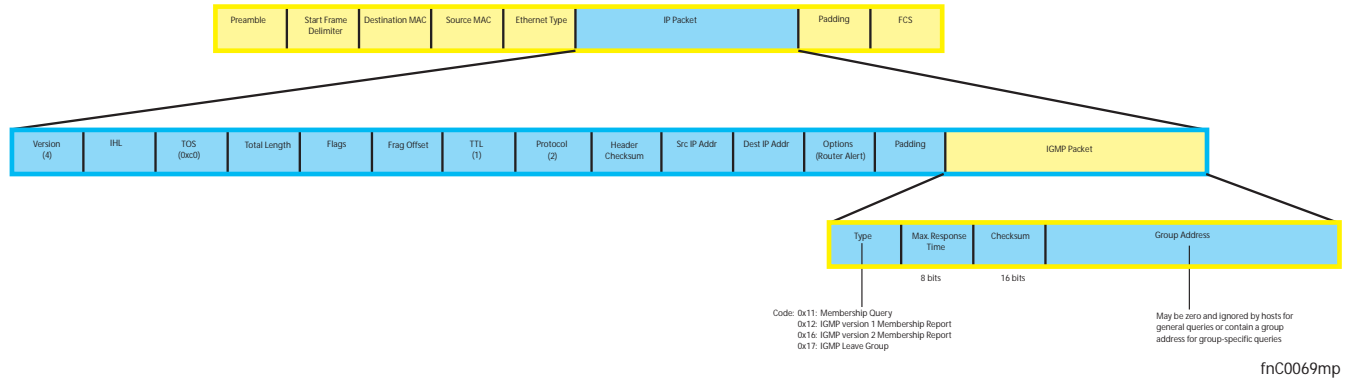 Preamble
Start Frame
Delimiter
Destination MAC
Source MAC
Ethernet Type
IP Packet
Padding
FCS
Version
(4)
IHL
TOS
(0xc0)
Total Length
Flags
Frag Offset
TTL
(1)
Protocol
(2)
Header
Checksum
Src IP Addr
Dest IP Addr
Options
(Router Alert)
Padding
IGMP Packet
Type
Max. Response
Time
Checksum
Group Address
8 bits
16 bits
Code: 0x11: Membership Query
0x12: IGMP version 1 Membership Report
0x16: IGMP version 2 Membership Report
0x17: IGMP Leave Group
May be zero and ignored by hosts for
general queries or contain a group
address for group-specific queries
fnC0069mp